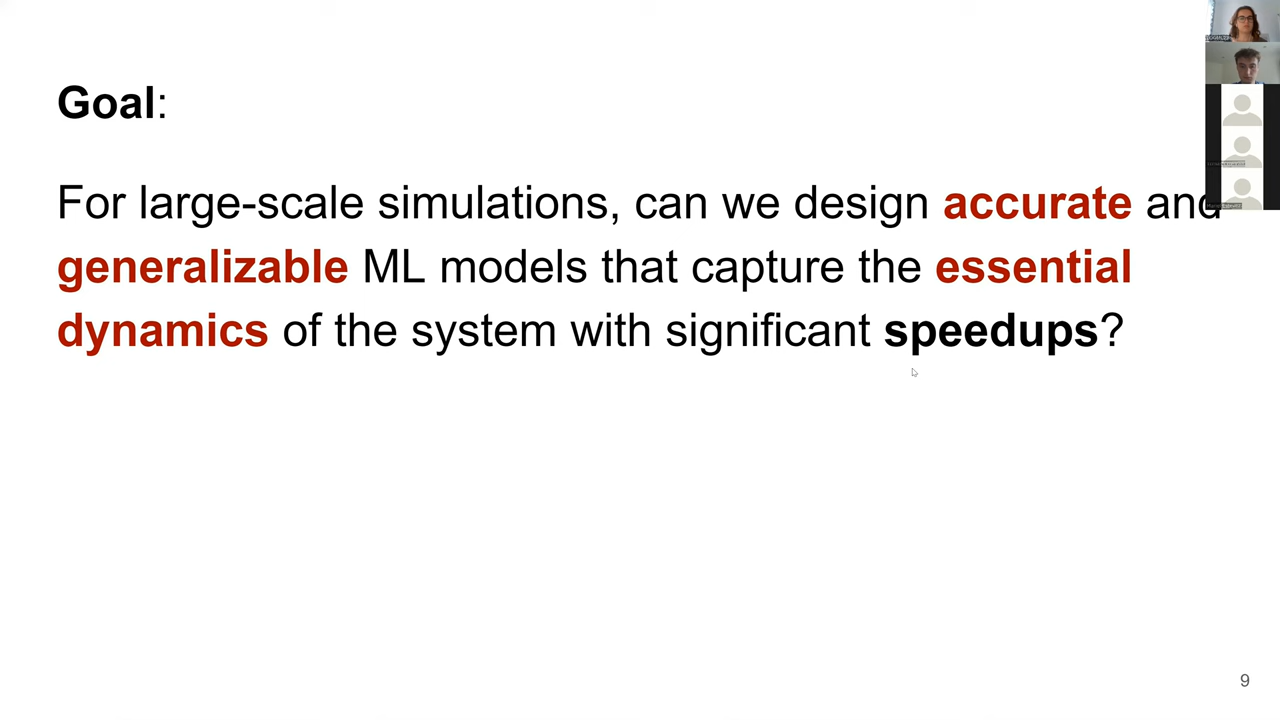 Goal:
For large-scale simulations, can we design accurate and
generalizable ML models that capture the essential
dynamics of the system with significant speedups?
9